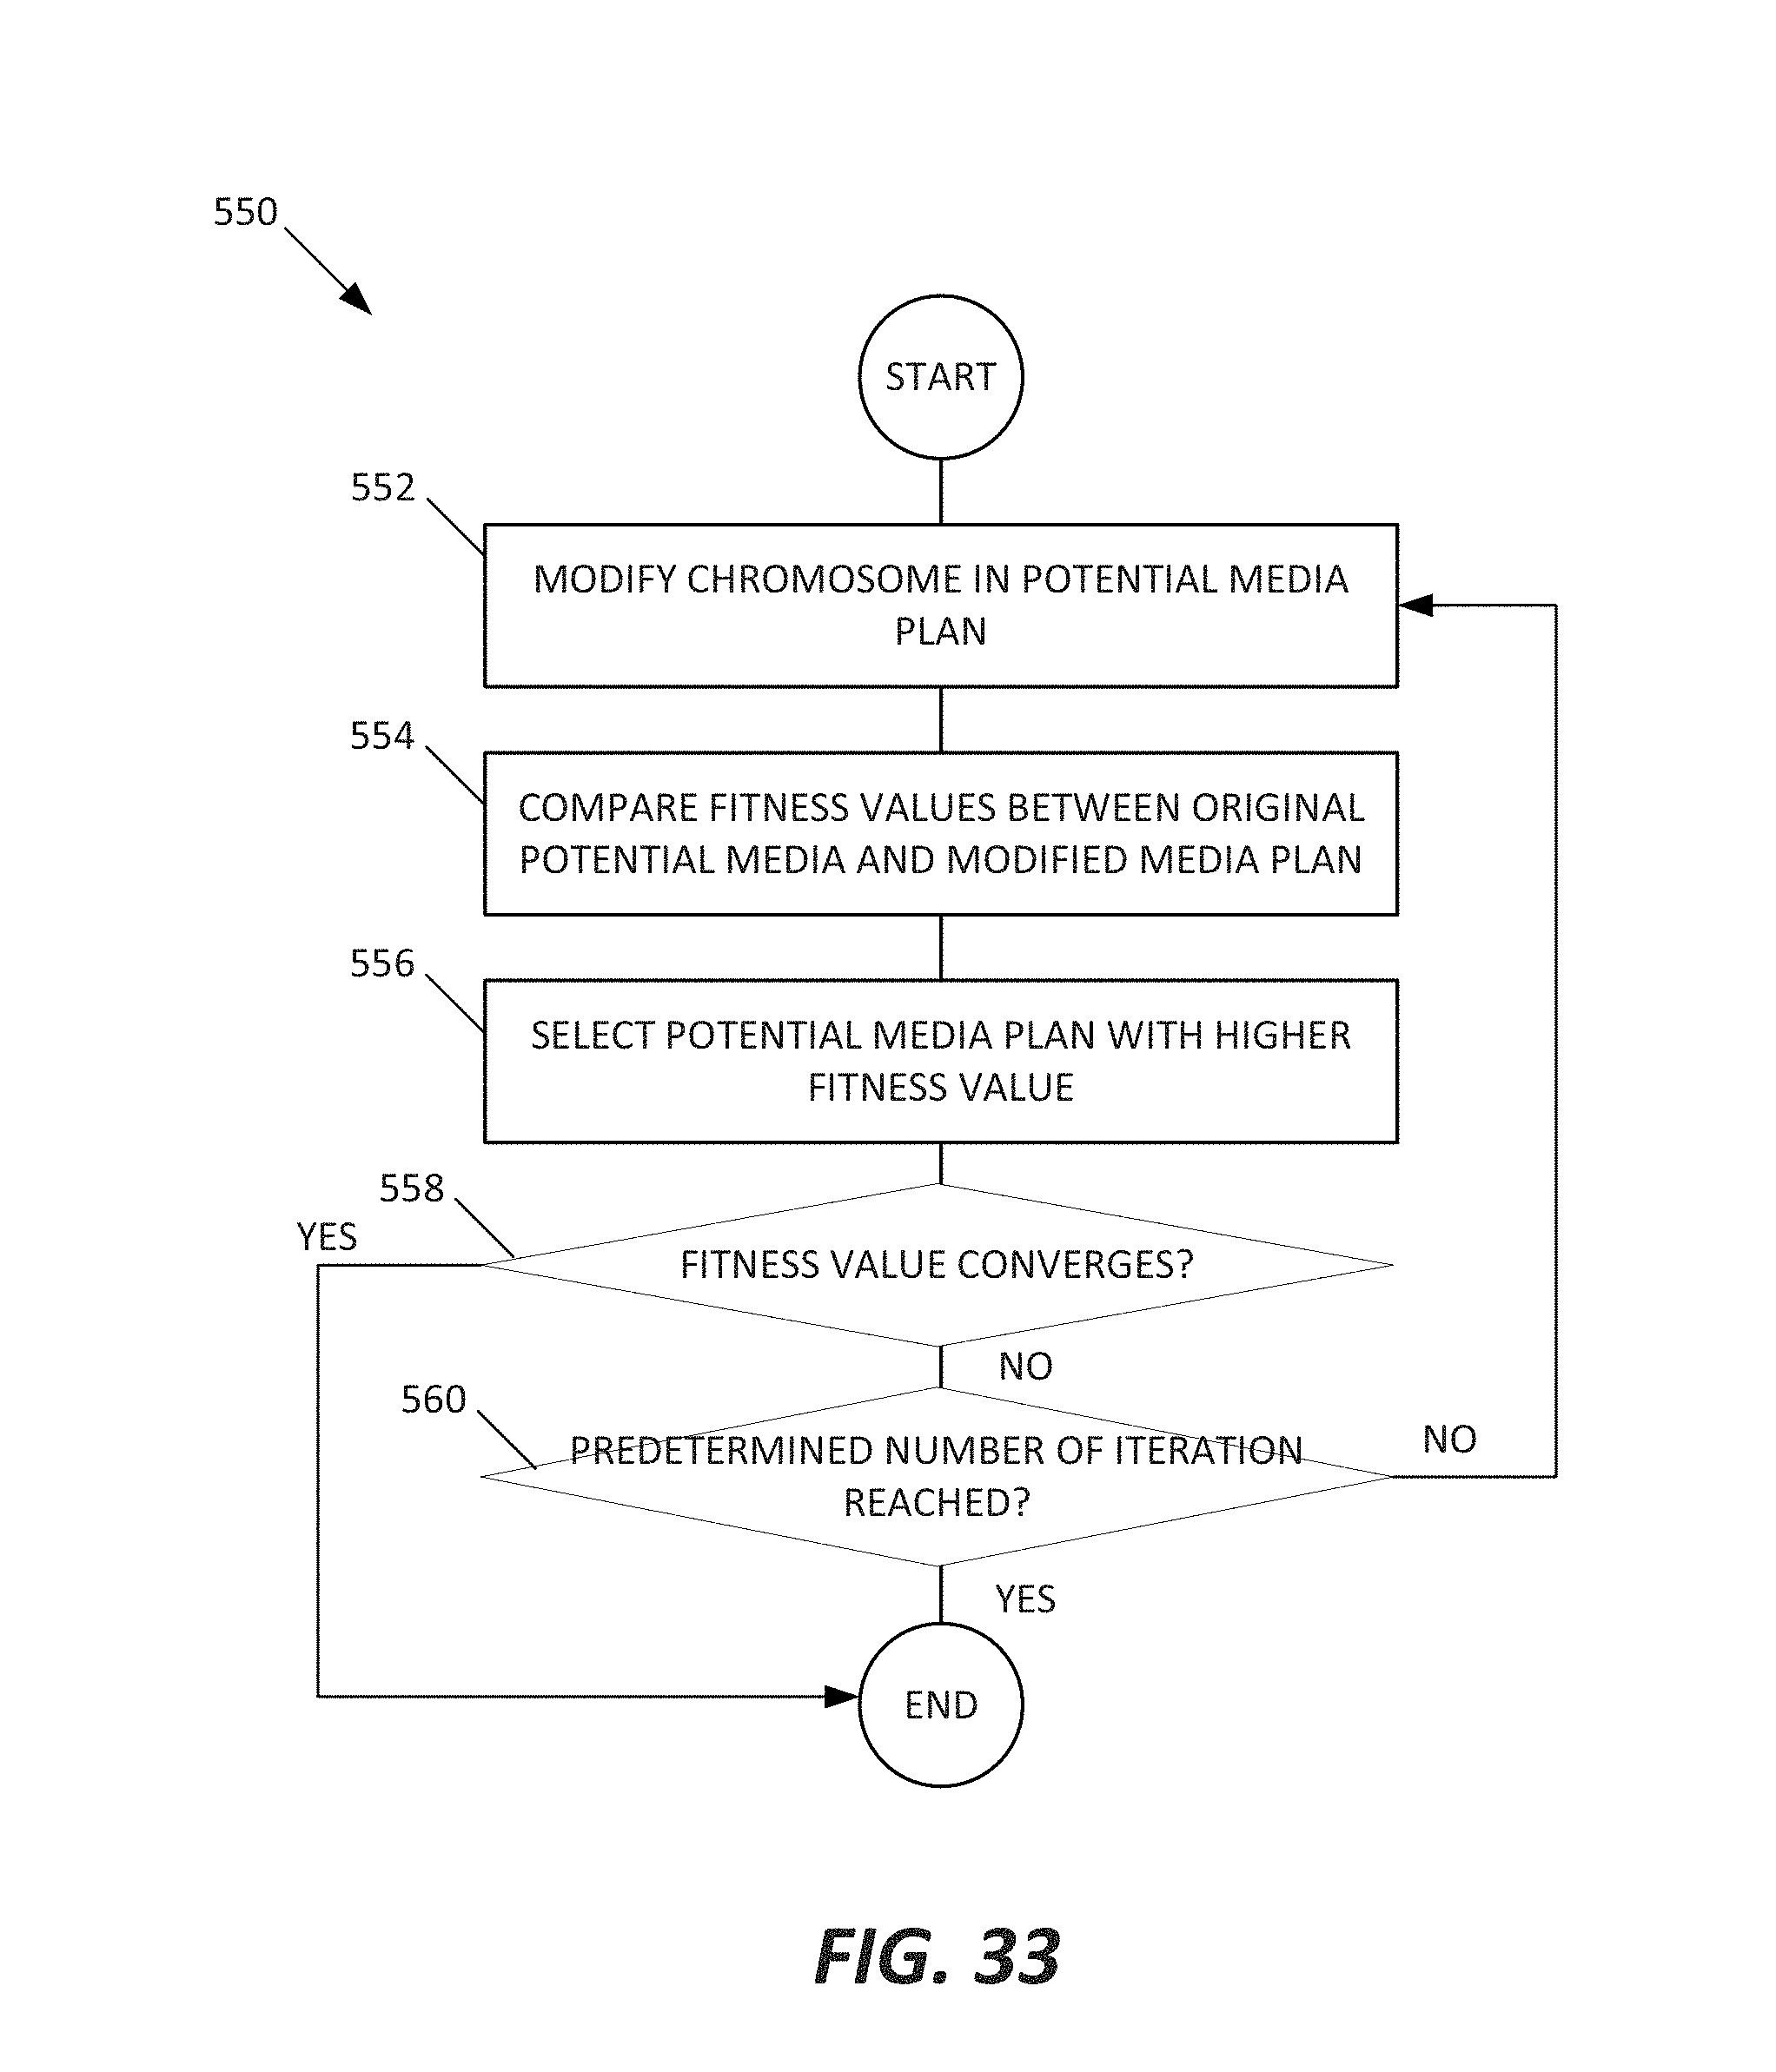 550
START
552
MODIFY CHROMOSOME IN POTENTIAL MEDIA
PLAN
554
COMPARE FITNESS VALUES BETWEEN ORIGINAL
POTENTIAL MEDIA AND MODIFIED MEDIA PLAN
556
SELECT POTENTIAL MEDIA PLAN WITH HIGHER
FITNESS VALUE
558
YES
FITNESS VALUE CONVERGES?
NO
560
PREDETERMINED NUMBER OF ITERATION
REACHED?
NO
YES
END
FIG. 33